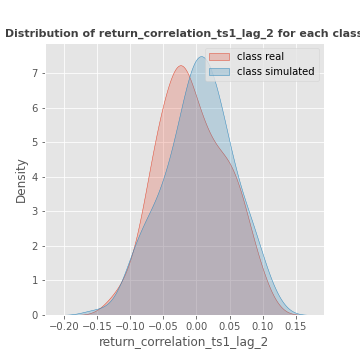 Distribution of return_correlation_ts1_lag_2 for each class
class real
class simulated
7
6
5
4
3
2
1
0
Density
−0.20 −0.15 −0.10 −0.05 0.00 0.05 0.10 0.15
return_correlation_ts1_lag_2